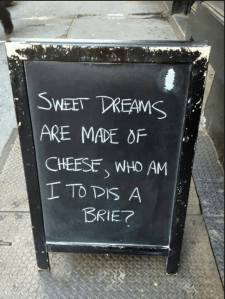 SWEET DREAMS
ARE MADE OF
CHEESE, WHO AM
I TO DIS A
BRIE?